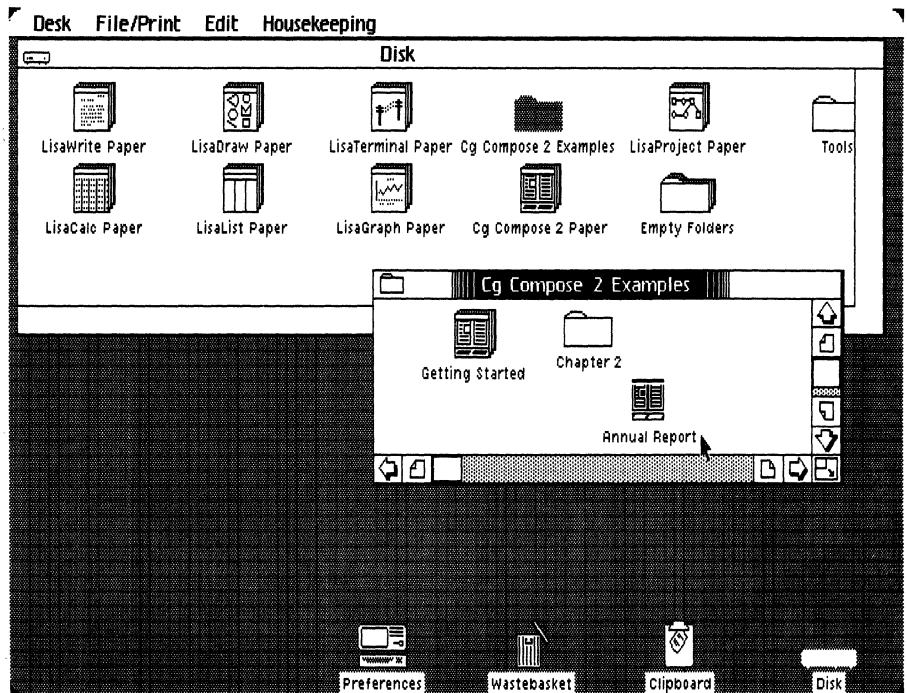 Desk File/Print Edit Housekeeping
Disk
LisaWrite Paper LisaDraw Paper LisaTerminal Paper Cg Compose 2 Examples LisaProject Paper Tools
LisaCalc Paper LisaList Paper LisaGraph Paper Cg Compose 2 Paper Empty Folders
Cg Compose 2 Examples
Getting Started Chapter 2
Annual Report
Preferences Wastebasket Clipboard Disk